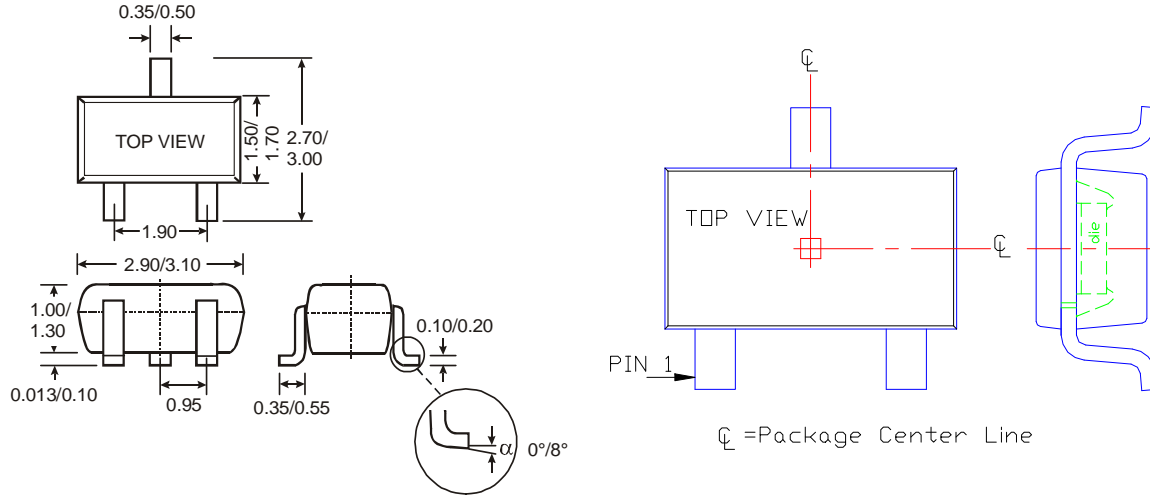 0.35/0.50
TOP VIEW
1.50/
1.70
2.70/
3.00
1.90
2.90/3.10
1.00/
1.30
0.013/0.10
0.95
0.35/0.55
0.10/0.20
α 0°/8°
℄
TOP VIEW
℄
die
PIN 1
℄ =Package Center Line